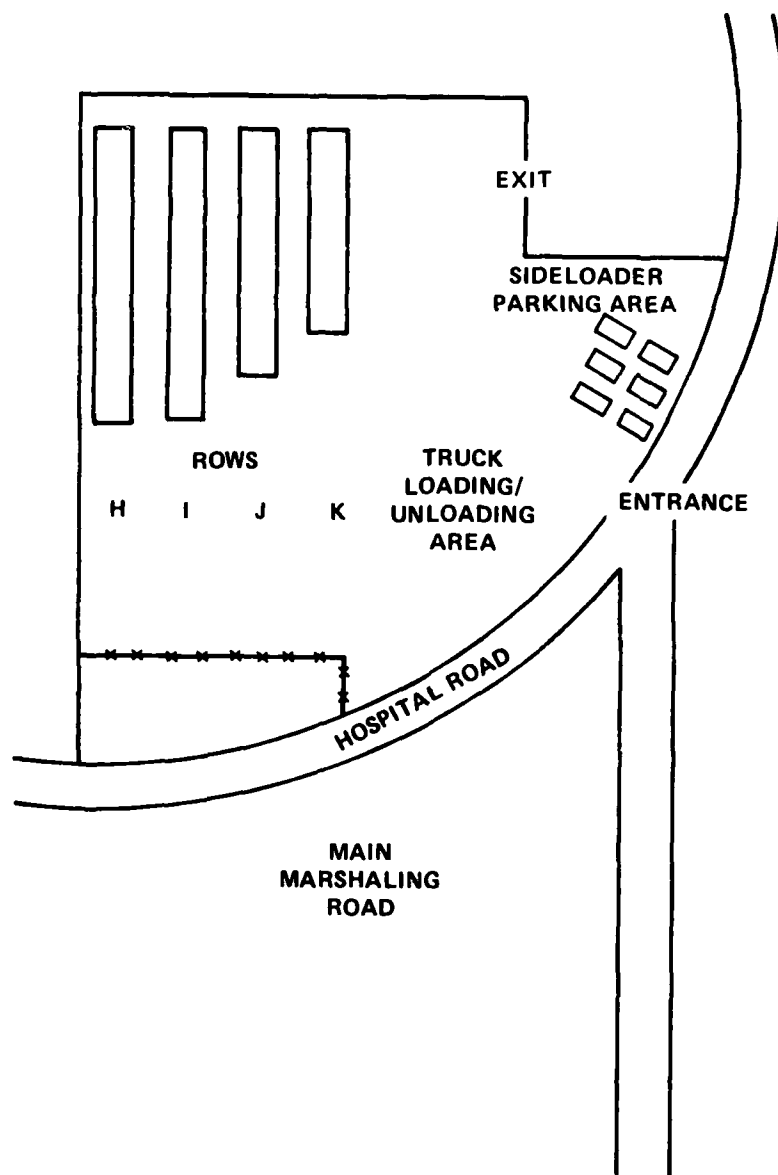 EXIT
SIDELOADER
PARKING AREA
ROWS
H I J K
TRUCK
LOADING/
UNLOADING
AREA
ENTRANCE
HOSPITAL ROAD
MAIN
MARSHALING
ROAD